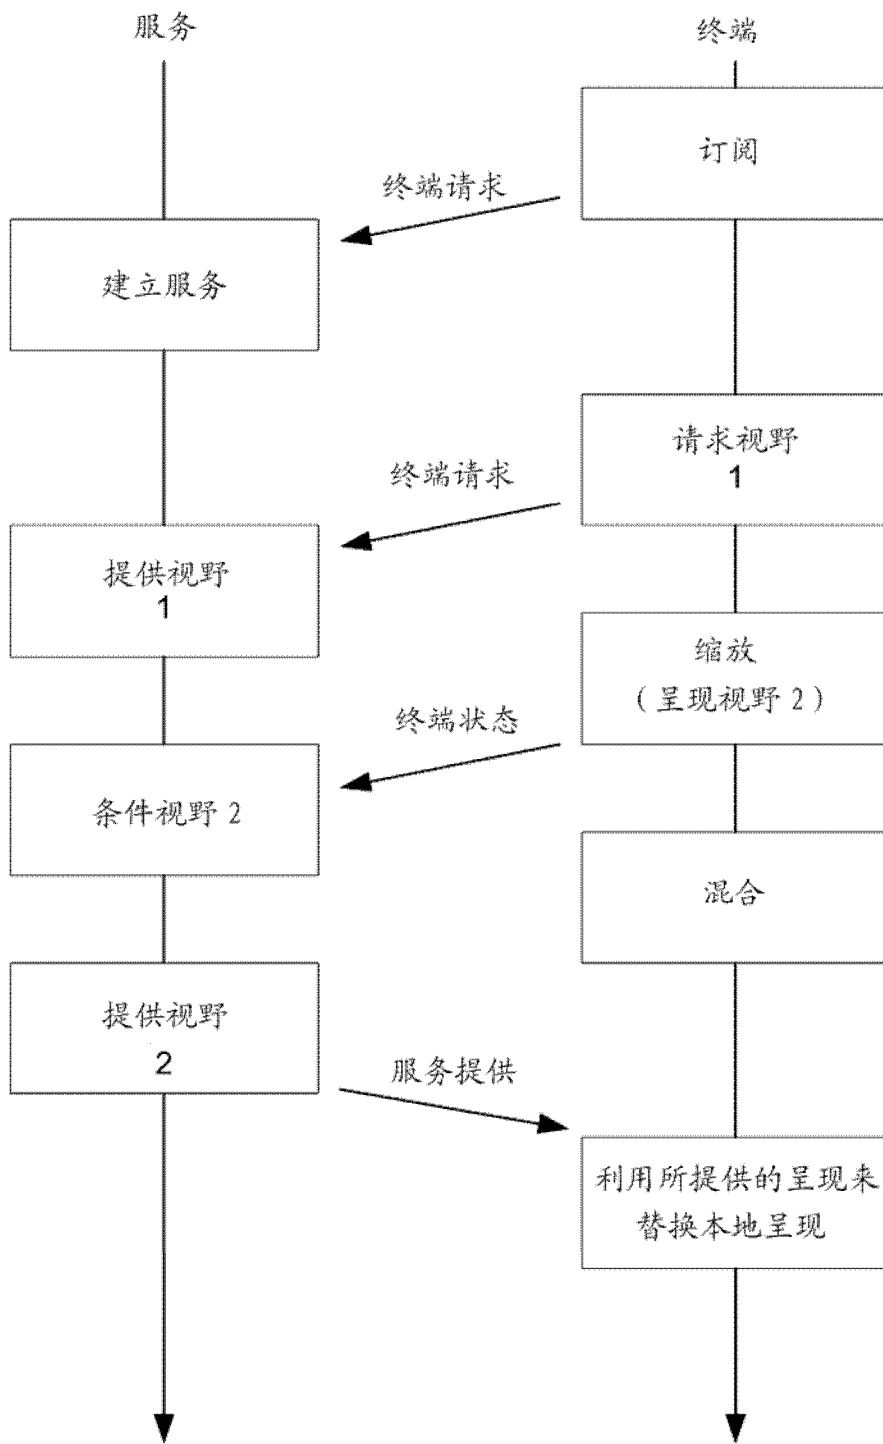 服务
终端
订阅
终端请求
建立服务
请求视野
1
终端请求
提供视野
1
缩放
(呈现视野2)
终端状态
条件视野2
混合
提供视野
2
服务提供
利用所提供的呈现来
替换本地呈现